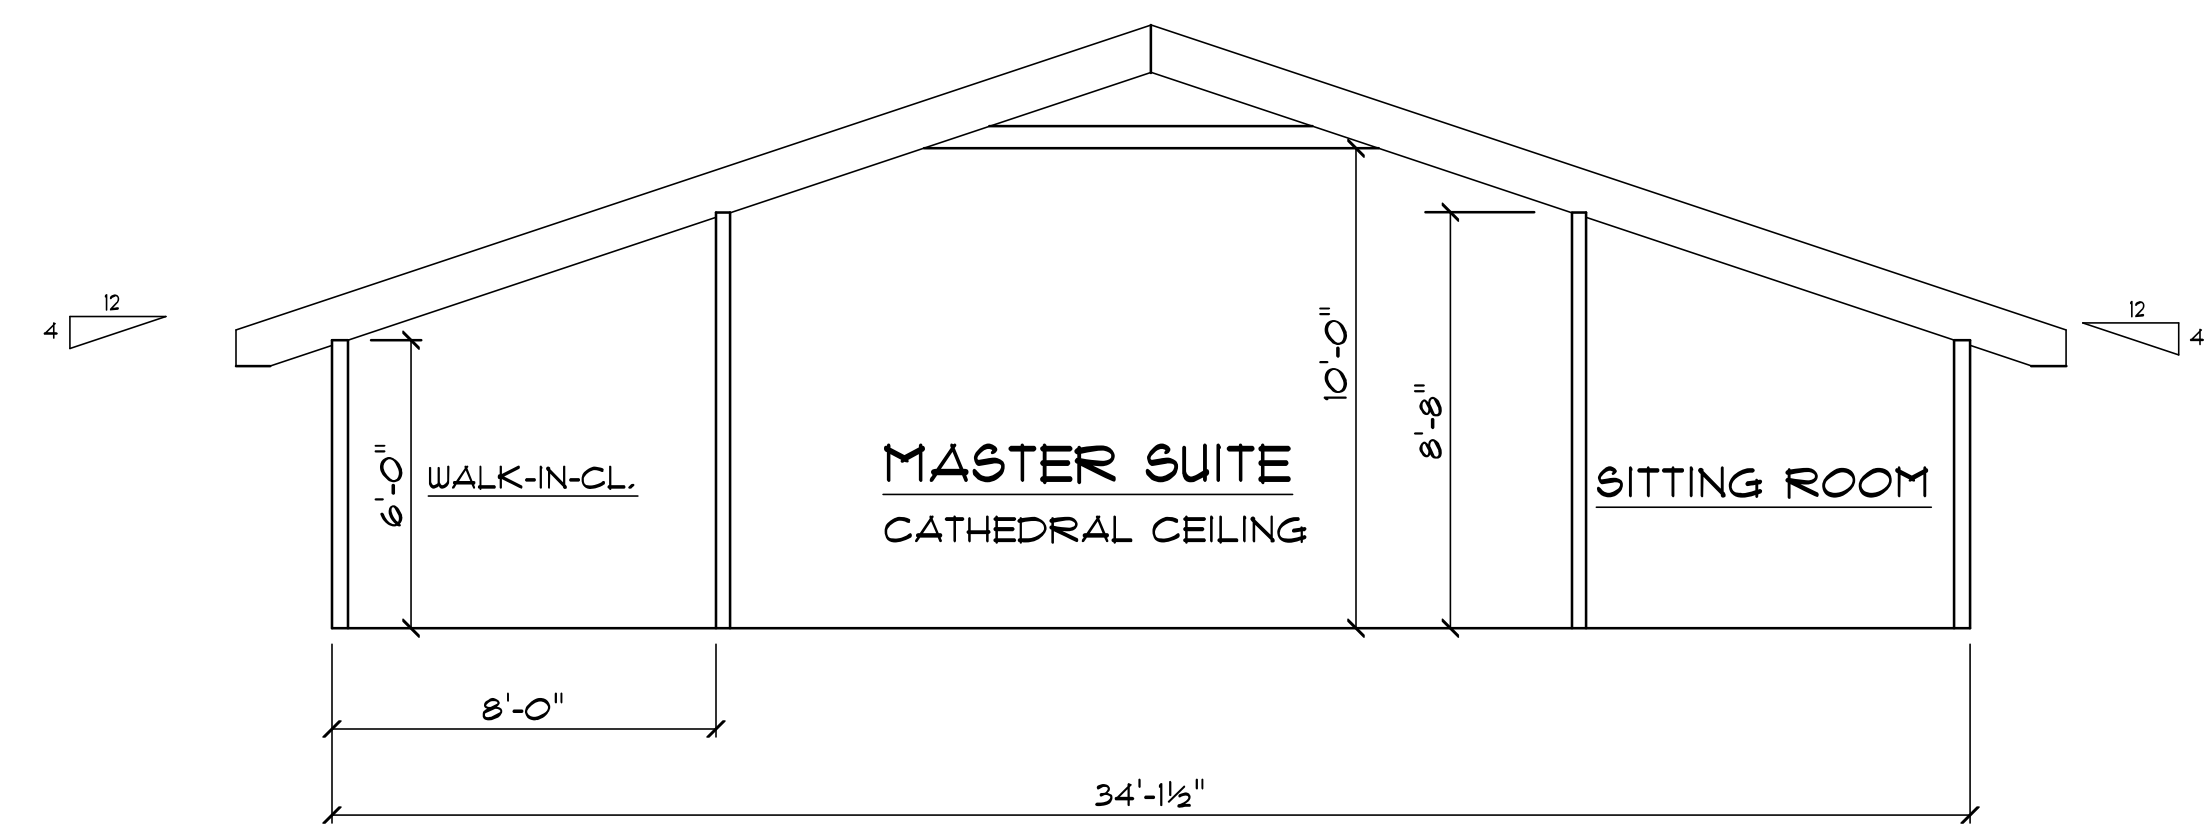 12
4
12
4
10'-0"
8'-8"
6'-0"
WALK-IN-CL.
MASTER SUITE
CATHEDRAL CEILING
SITTING ROOM
8'-0"
34'-1½"